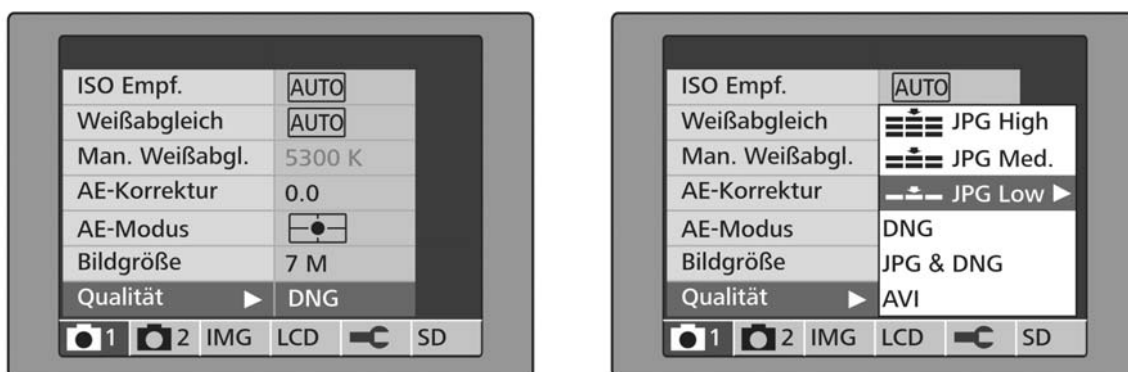 ISO Empf. AUTO
Weißabgleich AUTO
Man. Weißabgl. 5300 K
AE-Korrektur 0.0
AE-Modus
Bildgröße 7 M
Qualität DNG
1 2 IMG LCD SD
ISO Empf. AUTO
Weißabgleich JPG High
Man. Weißabgl. JPG Med.
AE-Korrektur JPG Low
AE-Modus DNG
Bildgröße JPG & DNG
Qualität AVI
1 2 IMG LCD SD